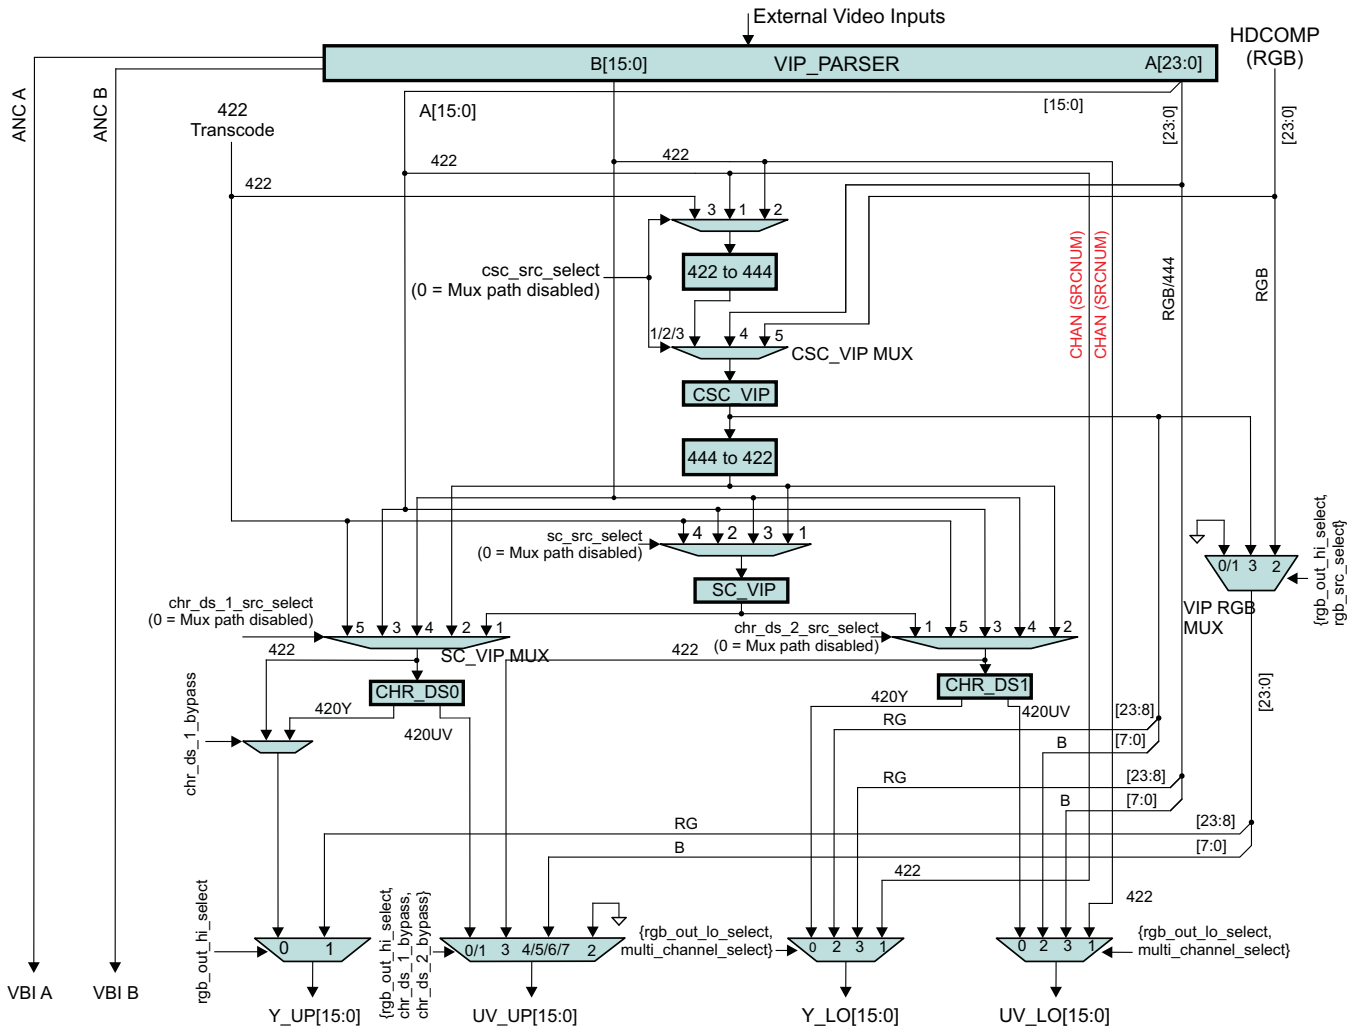 External Video Inputs
HDCOMP
(RGB)
B[15:0]
VIP_PARSER
A[23:0]
ANC A
ANC B
422
Transcode
A[15:0]
[15:0]
[23:0]
[23:0]
422
422
422
3 1 2
422 to 444
csc_src_select
(0 = Mux path disabled)
CHAN (SRCNUM)
CHAN (SRCNUM)
RGB/444
RGB
1/2/3 4 5
CSC_VIP MUX
CSC_VIP
444 to 422
sc_src_select
(0 = Mux path disabled)
4 2 3 1
SC_VIP
0/1 3 2
{rgb_out_hi_select,
rgb_src_select}
VIP RGB
MUX
chr_ds_1_src_select
(0 = Mux path disabled)
5 3 4 2 1
SC_VIP MUX
chr_ds_2_src_select
(0 = Mux path disabled)
1 5 3 4 2
422
422
CHR_DS0
CHR_DS1
chr_ds_1_bypass
420Y
420UV
420Y
420UV
[23:0]
RG
[23:8]
B
[7:0]
RG
[23:8]
B
[7:0]
RG
[23:8]
B
[7:0]
422
422
rgb_out_hi_select
0 1
{rgb_out_hi_select,
chr_ds_1_bypass,
chr_ds_2_bypass}
0/1 3 4/5/6/7 2
{rgb_out_lo_select,
multi_channel_select}
0 2 3 1
0 2 3 1
{rgb_out_lo_select,
multi_channel_select}
VBI A
VBI B
Y_UP[15:0]
UV_UP[15:0]
Y_LO[15:0]
UV_LO[15:0]